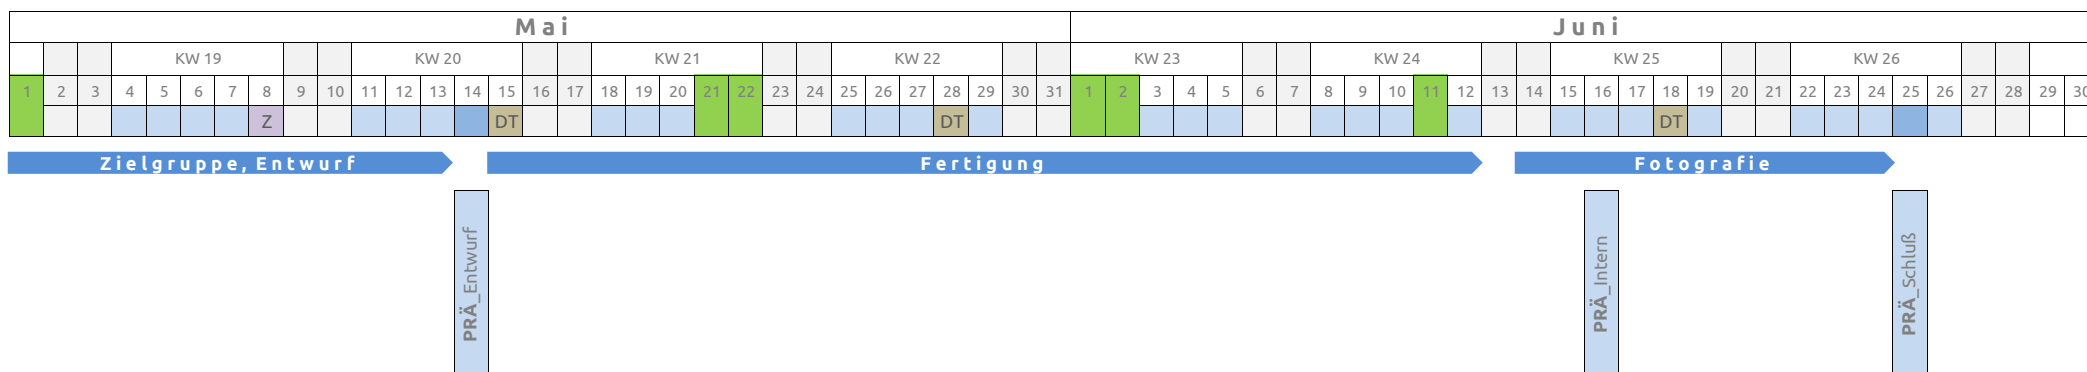 Mai Juni
KW 19 KW 20 KW 21 KW 22 KW 23 KW 24 KW 25 KW 26
1 2 3 4 5 6 7 8 9 10 11 12 13 14 15 16 17 18 19 20 21 22 23 24 25 26 27 28 29 30 31 1 2 3 4 5 6 7 8 9 10 11 12 13 14 15 16 17 18 19 20 21 22 23 24 25 26 27 28 29 30
Z DT DT DT
Zielgruppe, Entwurf Fertigung Fotografie
PRÄ_Entwurf
PRÄ_Intern
PRÄ_Schluß